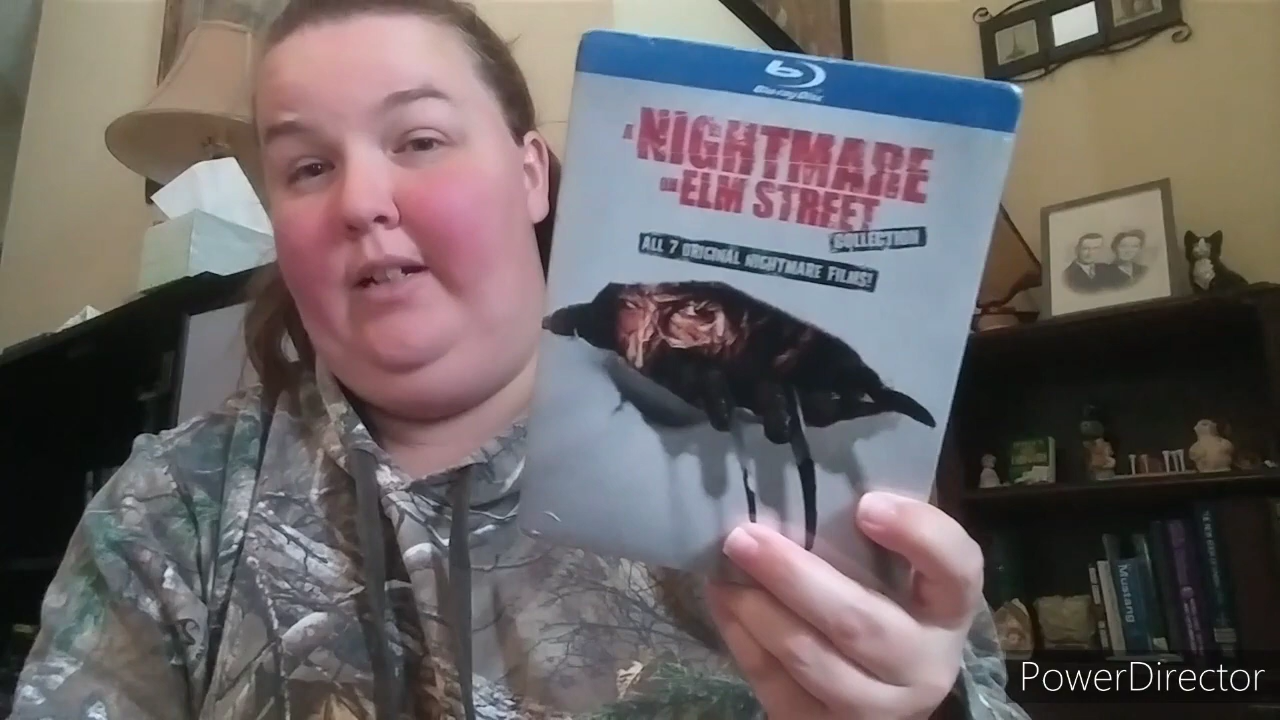 Blu-ray Disc
A NIGHTMARE
ON ELM STREET
COLLECTION
ALL 7 ORIGINAL NIGHTMARE FILMS!
Mustang
PowerDirector